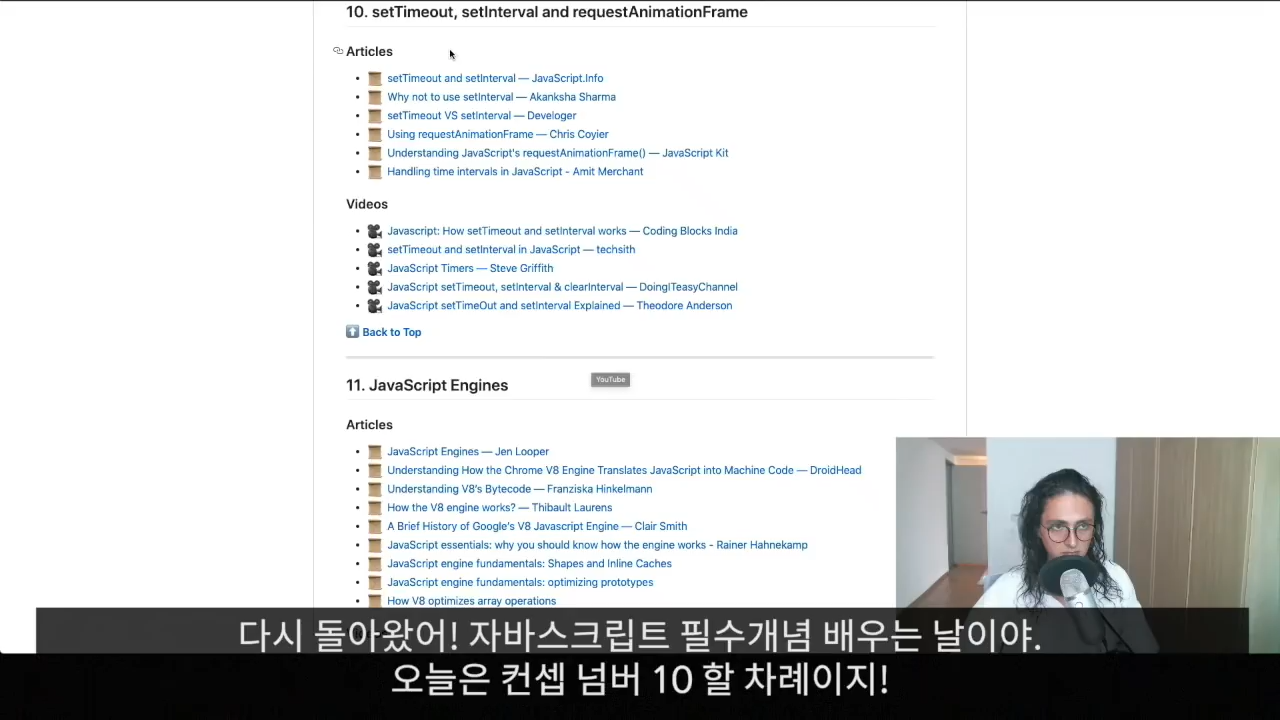 10. setTimeout, setInterval and requestAnimationFrame
Articles
setTimeout and setInterval — JavaScript.Info
Why not to use setInterval — Akanksha Sharma
setTimeout VS setInterval — Develoger
Using requestAnimationFrame — Chris Coyier
Understanding JavaScript's requestAnimationFrame() — JavaScript Kit
Handling time intervals in JavaScript - Amit Merchant
Videos
Javascript: How setTimeout and setInterval works — Coding Blocks India
setTimeout and setInterval in JavaScript — techsith
JavaScript Timers — Steve Griffith
JavaScript setTimeout, setInterval & clearInterval — DoingITeasyChannel
JavaScript setTimeOut and setInterval Explained — Theodore Anderson
Back to Top
11. JavaScript Engines
YouTube
Articles
JavaScript Engines — Jen Looper
Understanding How the Chrome V8 Engine Translates JavaScript into Machine Code — DroidHead
Understanding V8's Bytecode — Franziska Hinkelmann
How the V8 engine works? — Thibault Laurens
A Brief History of Google's V8 Javascript Engine — Clair Smith
JavaScript essentials: why you should know how the engine works - Rainer Hahnekamp
JavaScript engine fundamentals: Shapes and Inline Caches
JavaScript engine fundamentals: optimizing prototypes
How V8 optimizes array operations
다시 돌아왔어! 자바스크립트 필수개념 배우는 날이야.
오늘은 컨셉 넘버 10 할 차례이지!